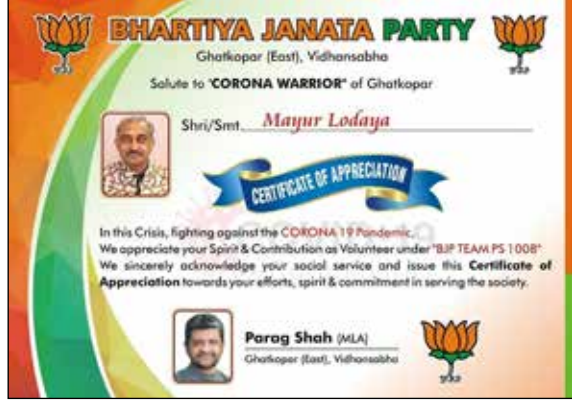 BHARTIYA JANATA PARTY
Ghatkopar (East), Vidhansabha
Salute to "CORONA WARRIOR" of Ghatkopar
Shri/Smt. Mayur Lodaya
CERTIFICATE OF APPRECIATION
In this Crisis, fighting against the CORONA 19 Pandemic.
We appreciate your Spirit & Contribution as Volunteer under "BJP TEAM PS 1008"
We sincerely acknowledge your social service and issue this Certificate of
Appreciation towards your efforts, spirit & commitment in serving the society.
Parag Shah (MLA)
Ghatkopar (East), Vidhansabha